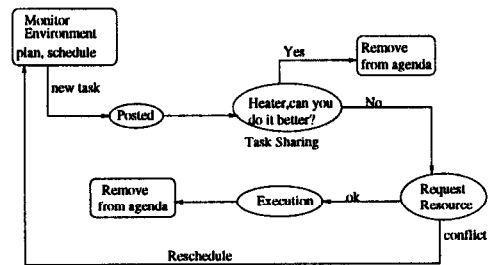 Monitor
Environment
plan, schedule
new task
Posted
Yes
Remove
from agenda
Heater,can you
do it better?
Task Sharing
No
Remove
from agenda
Execution
ok
Request
Resource
conflict
Reschedule